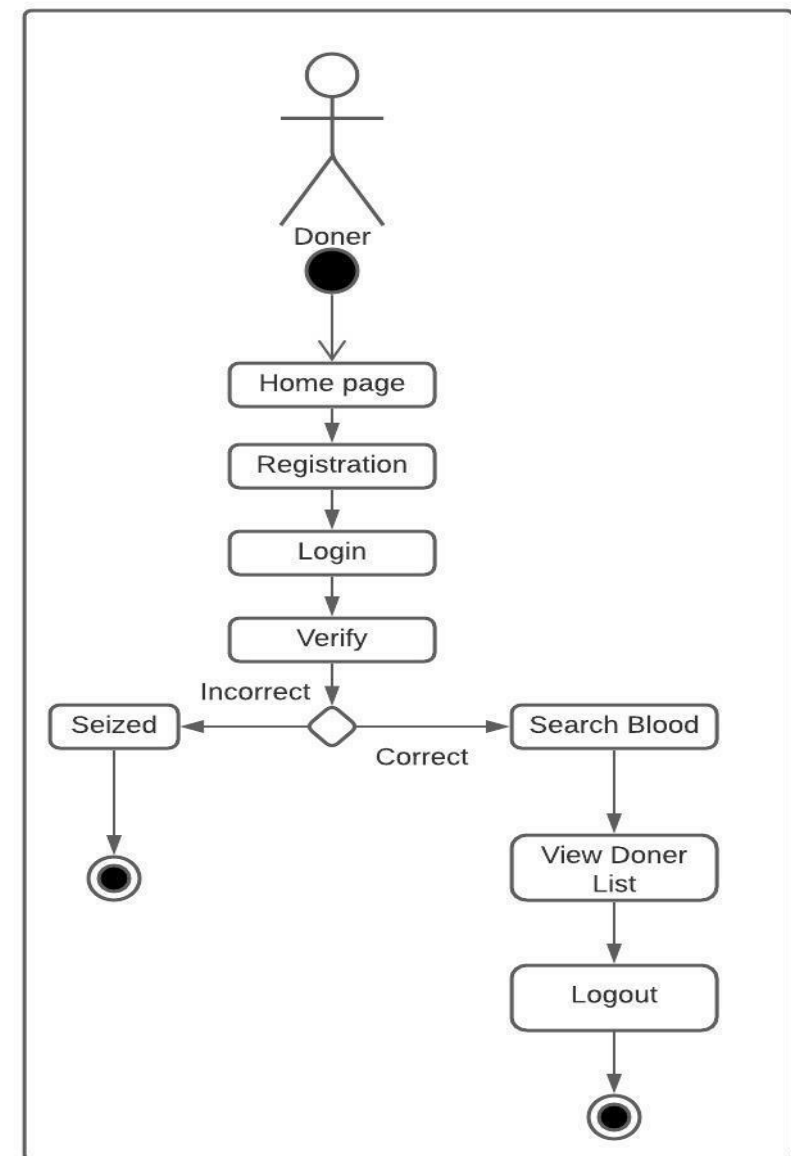 Doner
Home page
Registration
Login
Verify
Incorrect
Seized
Search Blood
Correct
View Doner
List
Logout